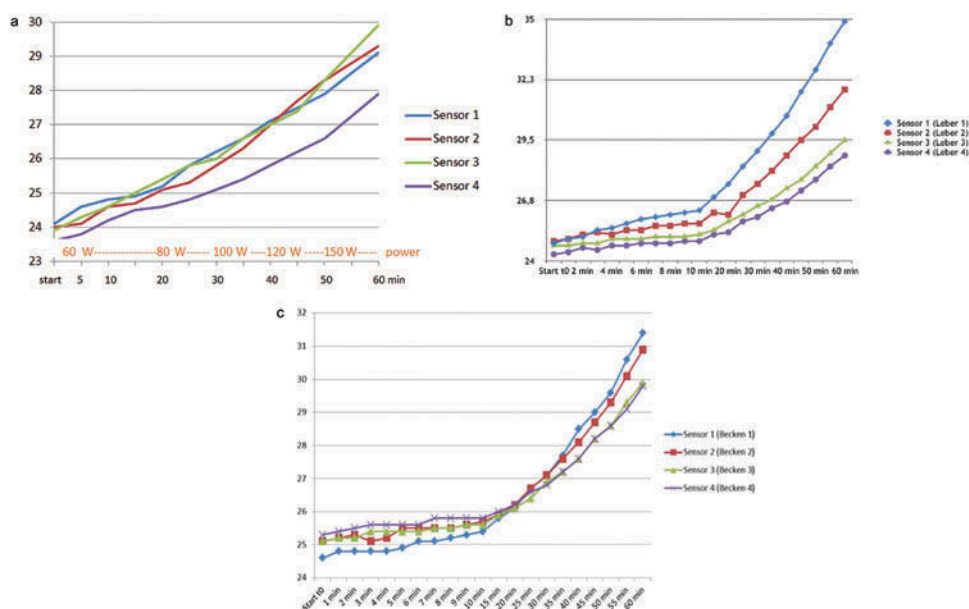 a
30
29
28
27
26
25
24
23
Sensor 1
Sensor 2
Sensor 3
Sensor 4
60 W--------------80 W--------100 W----120 W-----150W------ power
start 5 10 20 30 40 50 60 min
b
35
32,3
29,5
26,8
24
Sensor 1 (Leber 1)
Sensor 2 (Leber 2)
Sensor 3 (Leber 3)
Sensor 4 (Leber 4)
Start t0 2 min 4 min 6 min 8 min 10 min 20 min 30 min 40 min 50 min 60 min
c
32
31
30
29
28
27
26
25
24
Sensor 1 (Becken 1)
Sensor 2 (Becken 2)
Sensor 3 (Becken 3)
Sensor 4 (Becken 4)
Start t0 1 min 2 min 3 min 4 min 5 min 6 min 7 min 8 min 9 min 10 min 15 min 20 min 25 min 30 min 35 min 40 min 45 min 50 min 55 min 60 min